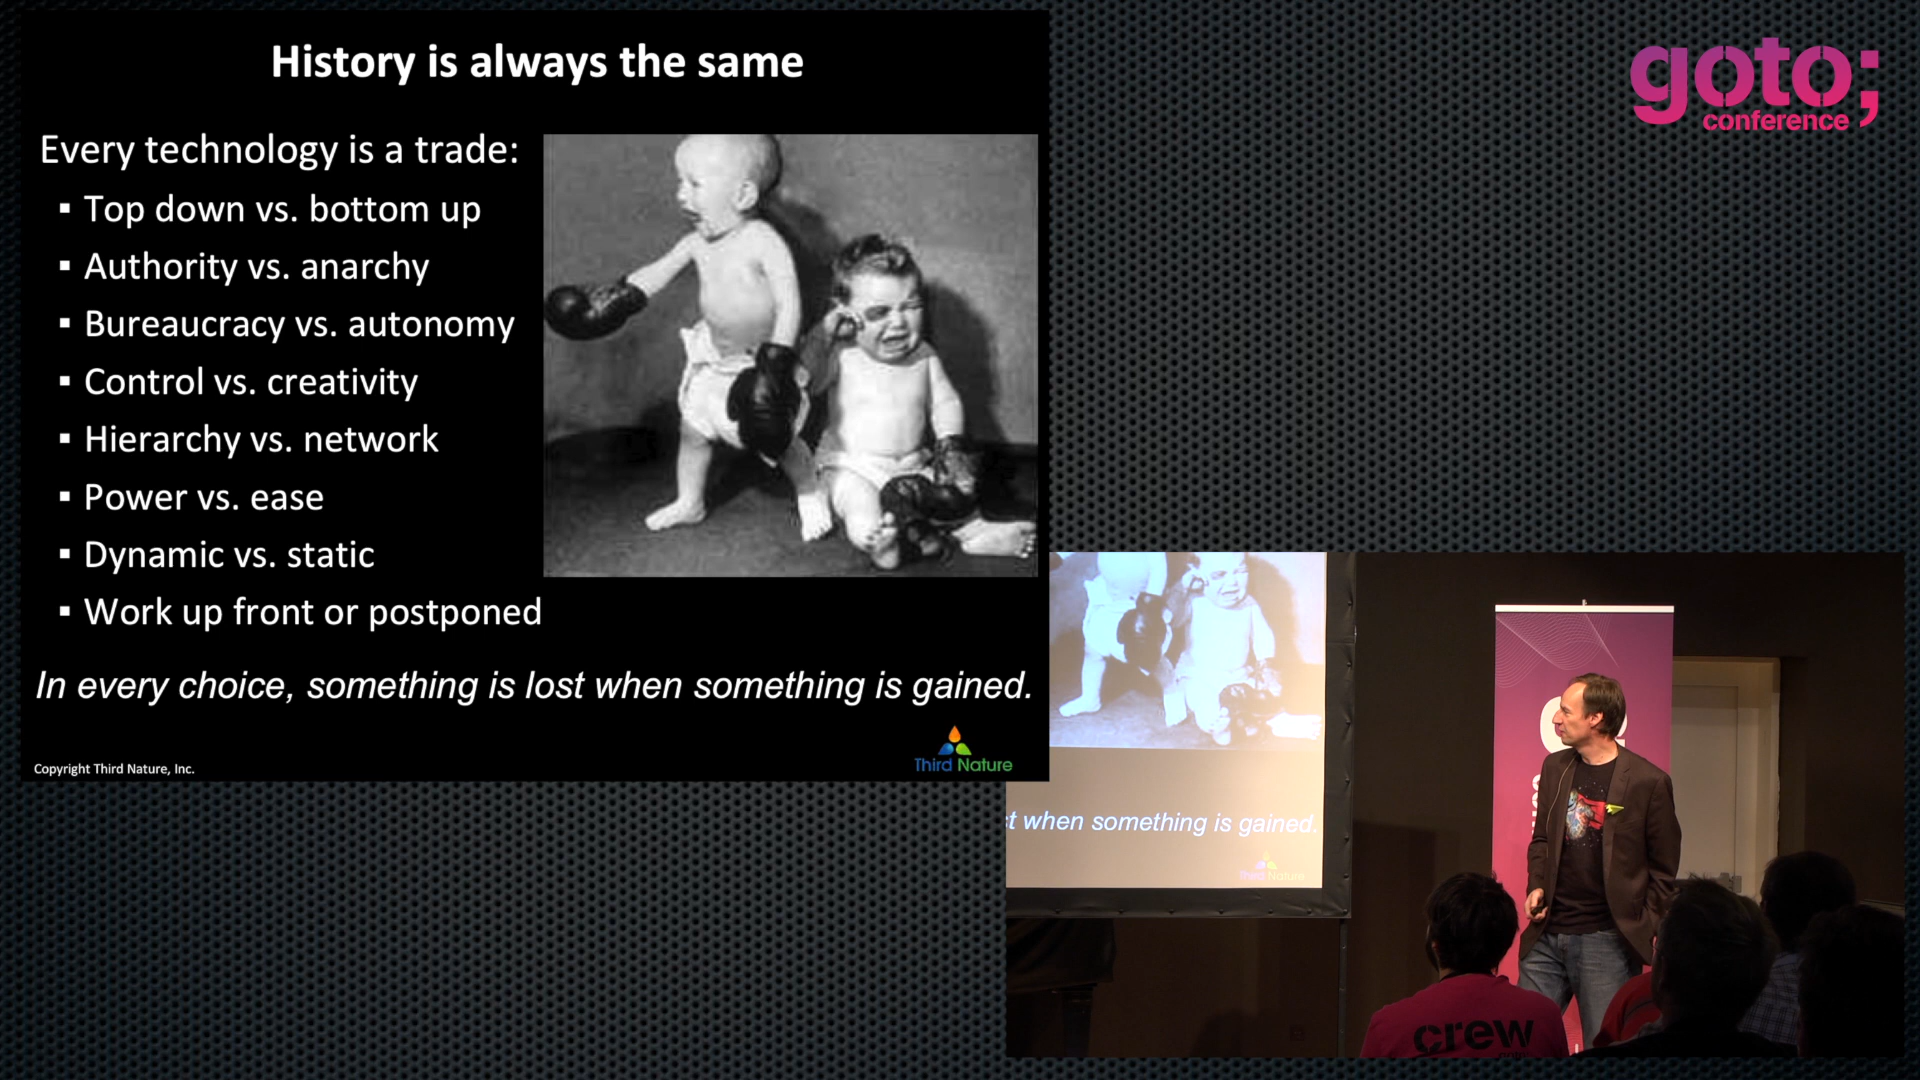 History is always the same
Every technology is a trade:
▪ Top down vs. bottom up
▪ Authority vs. anarchy
▪ Bureaucracy vs. autonomy
▪ Control vs. creativity
▪ Hierarchy vs. network
▪ Power vs. ease
▪ Dynamic vs. static
▪ Work up front or postponed
In every choice, something is lost when something is gained.
Third Nature
Copyright Third Nature, Inc.
goto;
conference
when something is gained.
Third Nature
crew